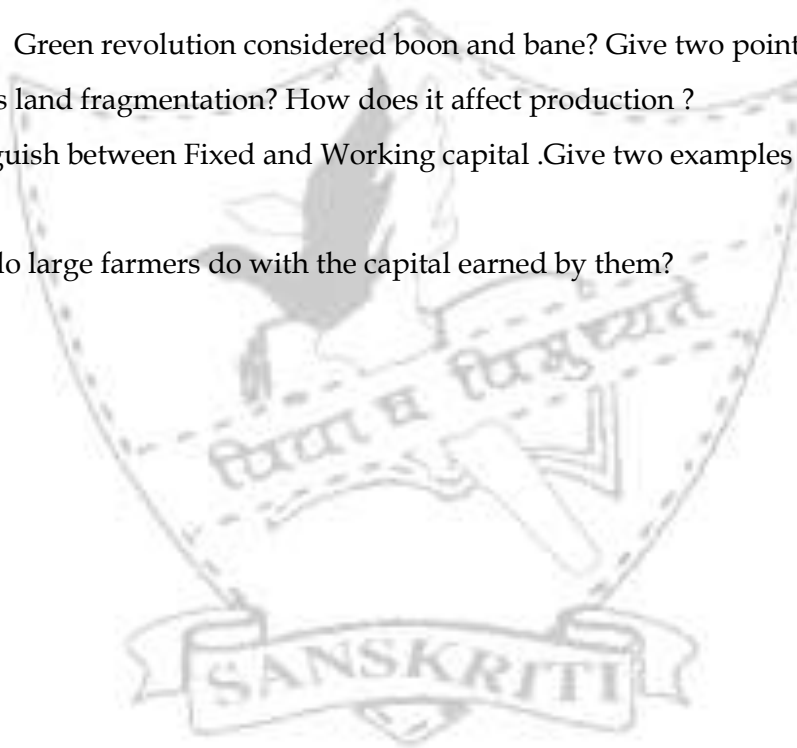 Green revolution considered boon and bane? Give two point
s land fragmentation? How does it affect production ?
guish between Fixed and Working capital .Give two examples
lo large farmers do with the capital earned by them?
विद्या च विमुच्यते
SANSKRITI